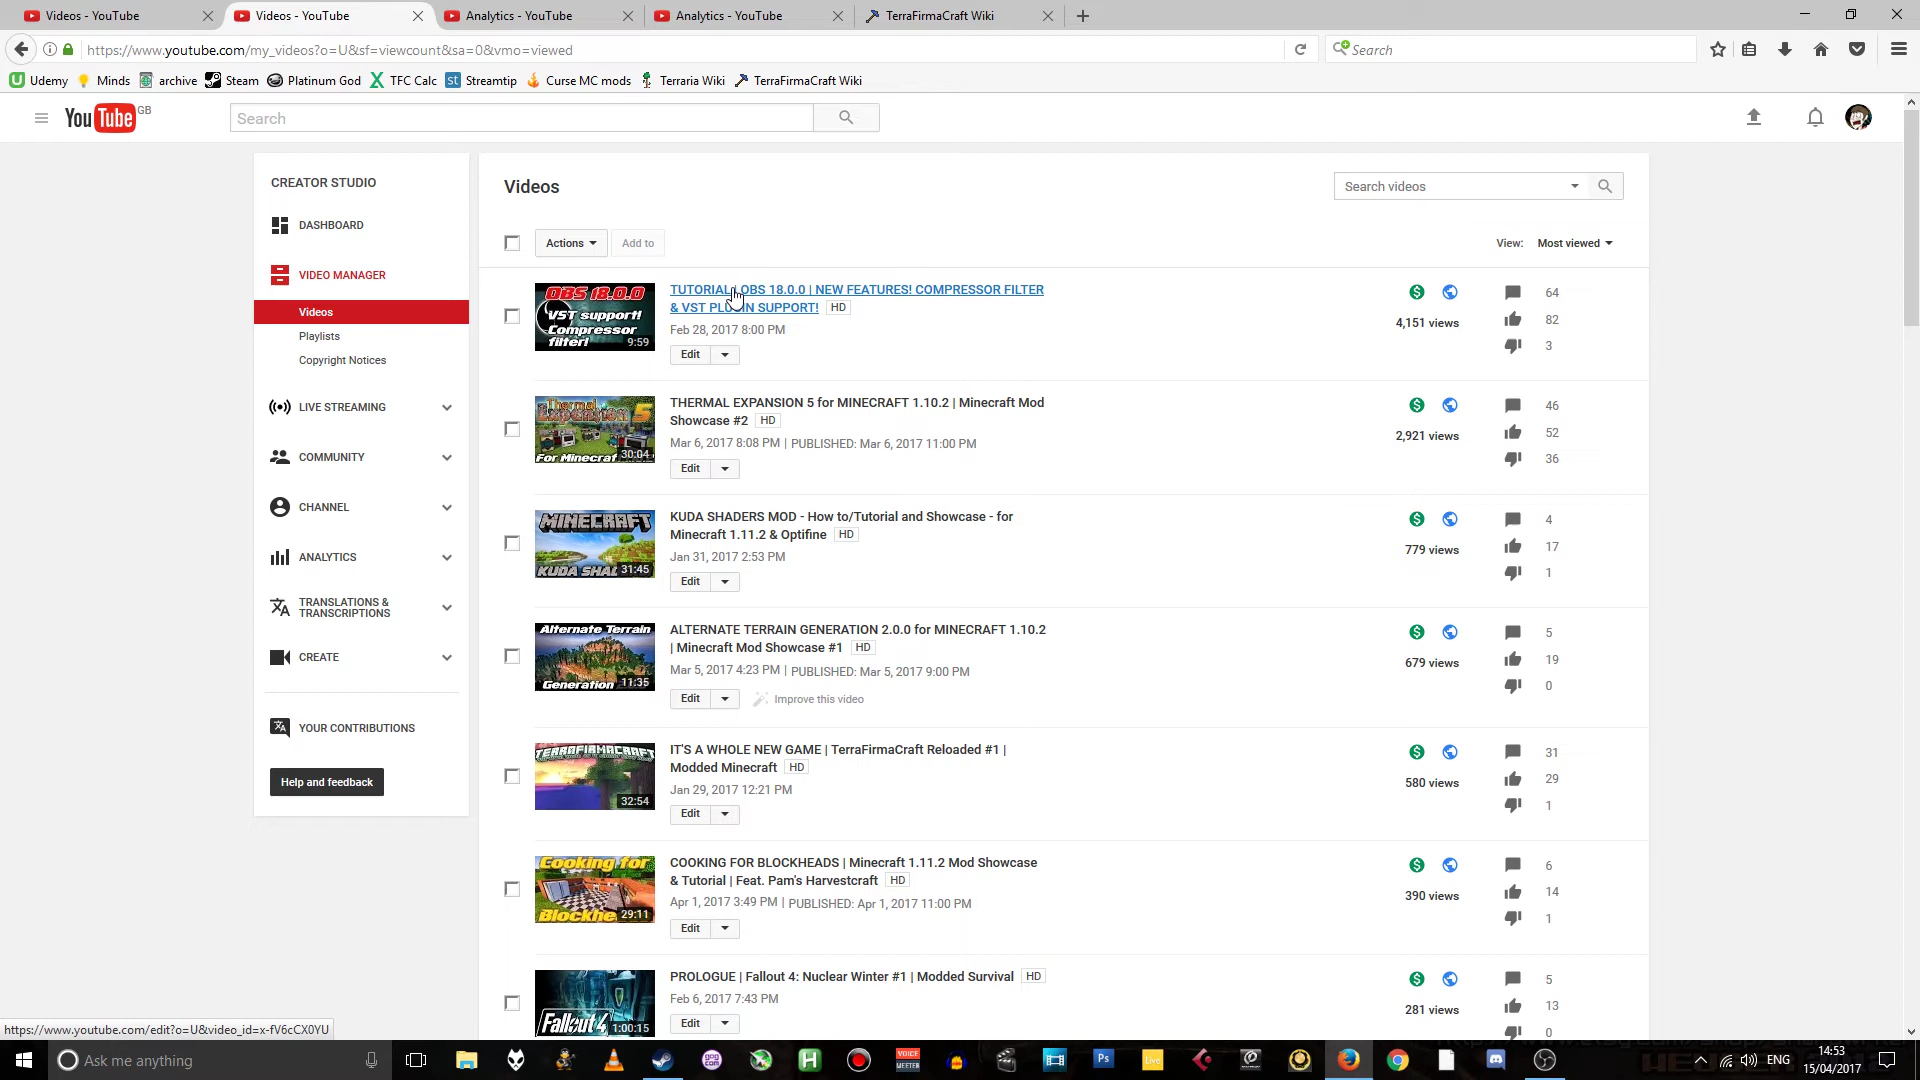 Videos - YouTube
Videos - YouTube
Analytics - YouTube
Analytics - YouTube
TerraFirmaCraft Wiki
https://www.youtube.com/my_videos?o=U&sf=viewcount&sa=0&vmo=viewed
Search
Udemy
Minds
archive
Steam
Platinum God
TFC Calc
Streamtip
Curse MC mods
Terraria Wiki
TerraFirmaCraft Wiki
YouTube GB
Search
CREATOR STUDIO
DASHBOARD
VIDEO MANAGER
Videos
Playlists
Copyright Notices
LIVE STREAMING
COMMUNITY
CHANNEL
ANALYTICS
TRANSLATIONS &
TRANSCRIPTIONS
CREATE
YOUR CONTRIBUTIONS
Help and feedback
Videos
Search videos
Actions
Add to
View: Most viewed
OBS 18.0.0
VST support!
Compressor
filter!
9:59
TUTORIAL OBS 18.0.0 | NEW FEATURES! COMPRESSOR FILTER
& VST PLUGIN SUPPORT! HD
Feb 28, 2017 8:00 PM
Edit
4,151 views
64
82
3
Thermal
Expansion 5
For Minecraf
30:04
THERMAL EXPANSION 5 for MINECRAFT 1.10.2 | Minecraft Mod
Showcase #2 HD
Mar 6, 2017 8:08 PM | PUBLISHED: Mar 6, 2017 11:00 PM
Edit
2,921 views
46
52
36
MINECRAFT
KUDA SHAD
31:45
KUDA SHADERS MOD - How to/Tutorial and Showcase - for
Minecraft 1.11.2 & Optifine HD
Jan 31, 2017 2:53 PM
Edit
779 views
4
17
1
Alternate Terrain
Generation
11:35
ALTERNATE TERRAIN GENERATION 2.0.0 for MINECRAFT 1.10.2
| Minecraft Mod Showcase #1 HD
Mar 5, 2017 4:23 PM | PUBLISHED: Mar 5, 2017 9:00 PM
Edit
Improve this video
679 views
5
19
0
TERRAFIRMACRAFT
32:54
IT'S A WHOLE NEW GAME | TerraFirmaCraft Reloaded #1 |
Modded Minecraft HD
Jan 29, 2017 12:21 PM
Edit
580 views
31
29
1
Cooking for
Blockhe
29:11
COOKING FOR BLOCKHEADS | Minecraft 1.11.2 Mod Showcase
& Tutorial | Feat. Pam's Harvestcraft HD
Apr 1, 2017 3:49 PM | PUBLISHED: Apr 1, 2017 11:00 PM
Edit
390 views
6
14
1
Fallout 4
1:00:15
PROLOGUE | Fallout 4: Nuclear Winter #1 | Modded Survival HD
Feb 6, 2017 7:43 PM
Edit
281 views
5
13
0
https://www.youtube.com/edit?o=U&video_id=x-fV6cCX0YU
Ask me anything
gog
com
VOICE
MEETER
Ps
Live
ENG
14:53
15/04/2017